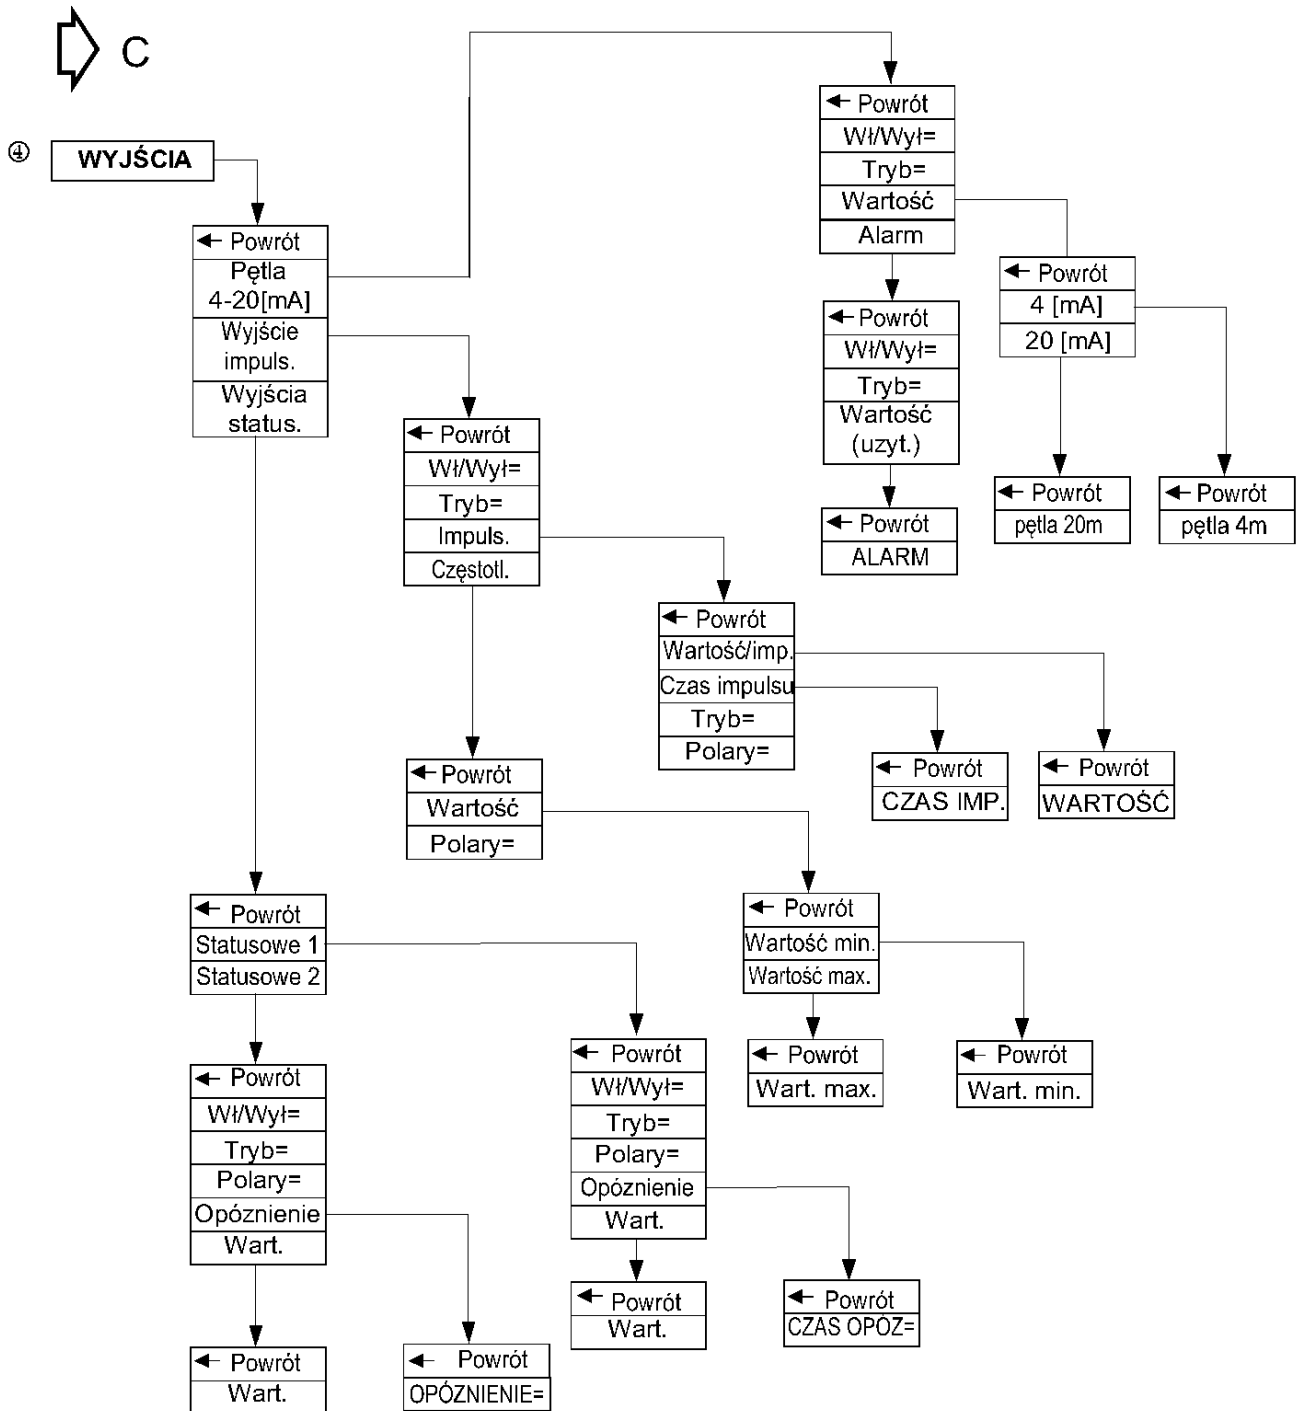 C
④ WYJŚCIA
← Powrót
Pętla
4-20[mA]
Wyjście
impuls.
Wyjścia
status.
← Powrót
Wł/Wył=
Tryb=
Wartość
Alarm
← Powrót
4 [mA]
20 [mA]
← Powrót
Wł/Wył=
Tryb=
Wartość
(uzyt.)
← Powrót
pętla 20m
← Powrót
pętla 4m
← Powrót
ALARM
← Powrót
Wł/Wył=
Tryb=
Impuls.
Częstotl.
← Powrót
Wartość/imp.
Czas impulsu
Tryb=
Polary=
← Powrót
CZAS IMP.
← Powrót
WARTOŚĆ
← Powrót
Wartość
Polary=
← Powrót
Wartość min.
Wartość max.
← Powrót
Wart. max.
← Powrót
Wart. min.
← Powrót
Statusowe 1
Statusowe 2
← Powrót
Wł/Wył=
Tryb=
Polary=
Opóznienie
Wart.
← Powrót
Wart.
← Powrót
CZAS OPÓZ=
← Powrót
Wł/Wył=
Tryb=
Polary=
Opóznienie
Wart.
← Powrót
Wart.
← Powrót
OPÓZNIENIE=